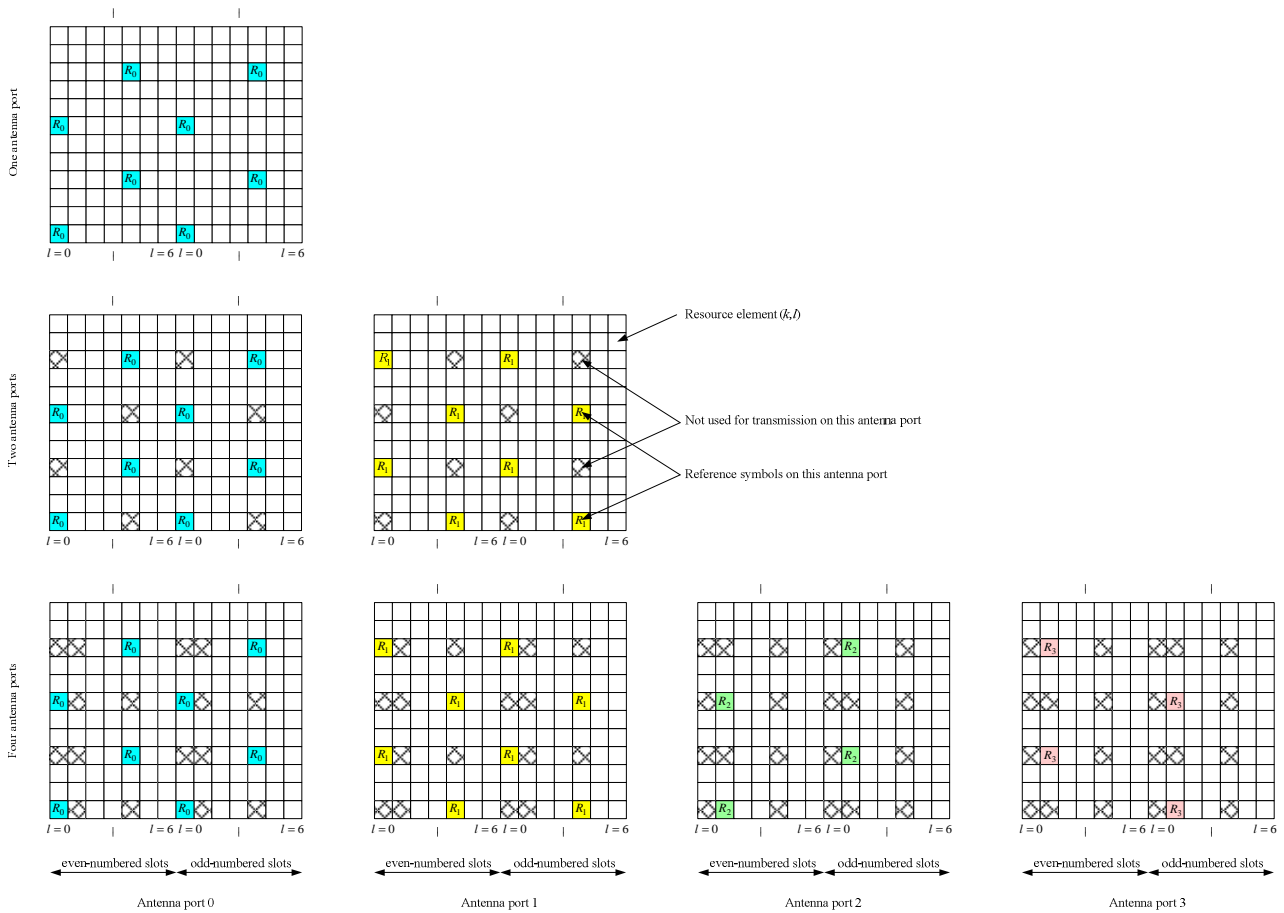 One antenna port
R0 R0
R0 R0
R0 R0
R0 R0
l = 0 l = 6 l = 0 l = 6
Two antenna ports
Resource element (k,l)
R0 R0 R1 R1
R0 R0 R1 R1
Not used for transmission on this antenna port
R0 R0 R1 R1
Reference symbols on this antenna port
R0 R0 R1 R1
l = 0 l = 6 l = 0 l = 6 l = 0 l = 6 l = 0 l = 6
Four antenna ports
R0 R0 R1 R1 R2 R3
R0 R0 R1 R1 R2 R3
R0 R0 R1 R1 R2 R3
R0 R0 R1 R1 R2 R3
l = 0 l = 6 l = 0 l = 6 l = 0 l = 6 l = 0 l = 6 l = 0 l = 6 l = 0 l = 6 l = 0 l = 6 l = 0 l = 6
even-numbered slots odd-numbered slots even-numbered slots odd-numbered slots even-numbered slots odd-numbered slots even-numbered slots odd-numbered slots
Antenna port 0 Antenna port 1 Antenna port 2 Antenna port 3